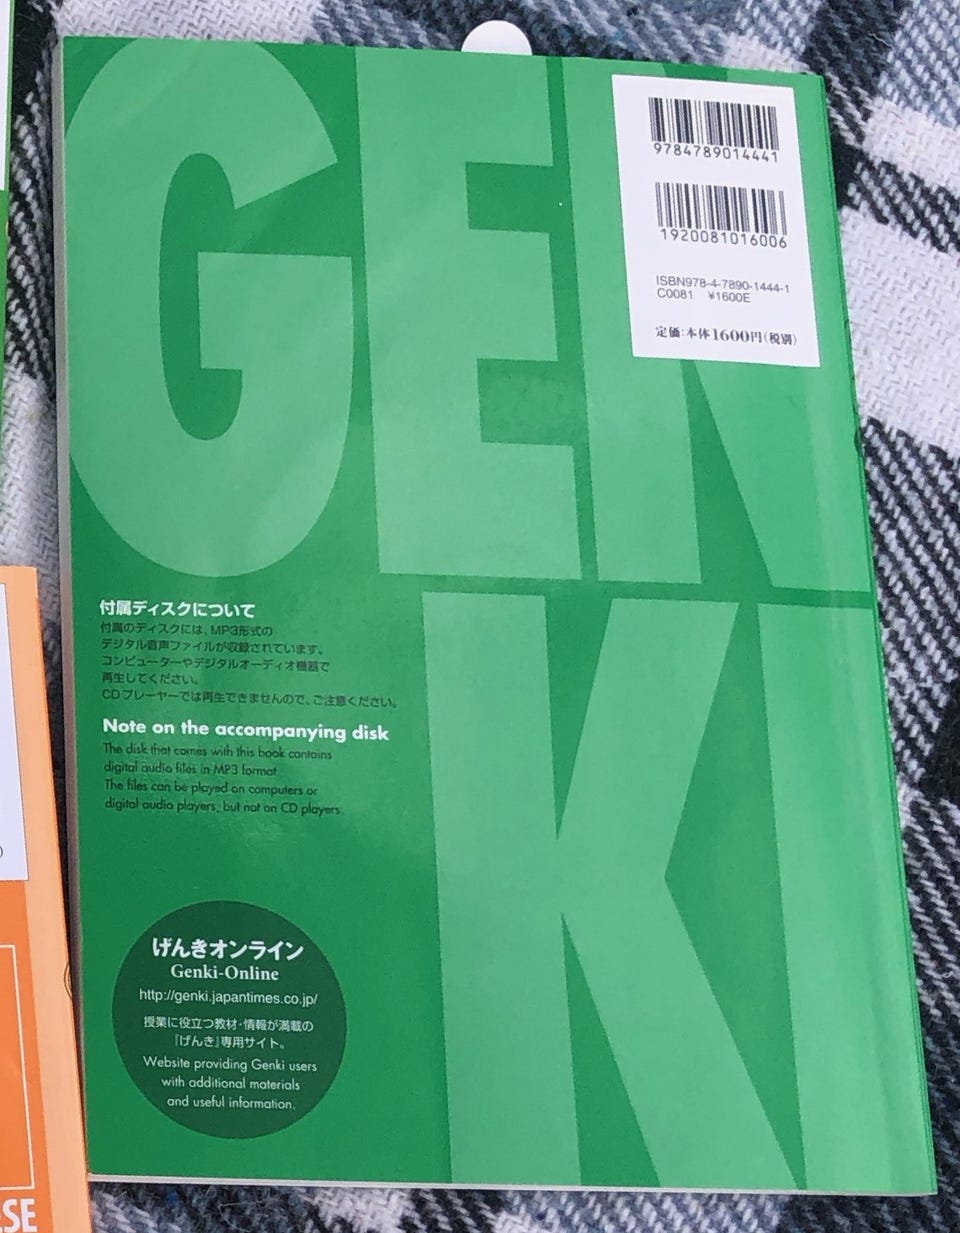 GEN
KI
9784789014441
1920081016006
ISBN978-4-7890-1444-1
C0081 ¥1600E
定価:本体1600円(税別)
付属ディスクについて
付属のディスクには、MP3形式の
デジタル音声ファイルが収録されています。
コンピューターやデジタルオーディオ機器で
再生してください。
CDプレーヤーでは再生できませんので、ご注意ください。
Note on the accompanying disk
The disk that comes with this book contains
digital audio files in MP3 format.
The files can be played on computers or
digital audio players, but not on CD players.
げんきオンライン
Genki-Online
http://genki.japantimes.co.jp/
授業に役立つ教材・情報が満載の
『げんき』専用サイト。
Website providing Genki users
with additional materials
and useful information.